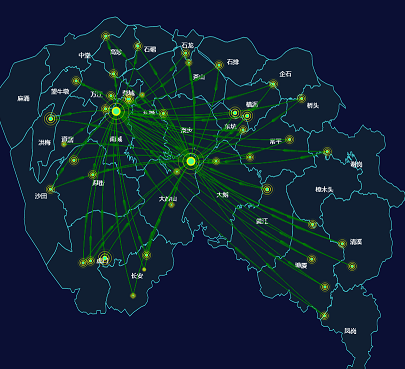 石龙
石碣
中堂
高埗
石排
企石
茶山
麻涌
望牛墩
万江
莞城
横沥
桥头
东坑
洪梅
道滘
南城
东城
寮步
常平
谢岗
厚街
沙田
大岭山
大朗
樟木头
黄江
清溪
虎门
塘厦
长安
凤岗